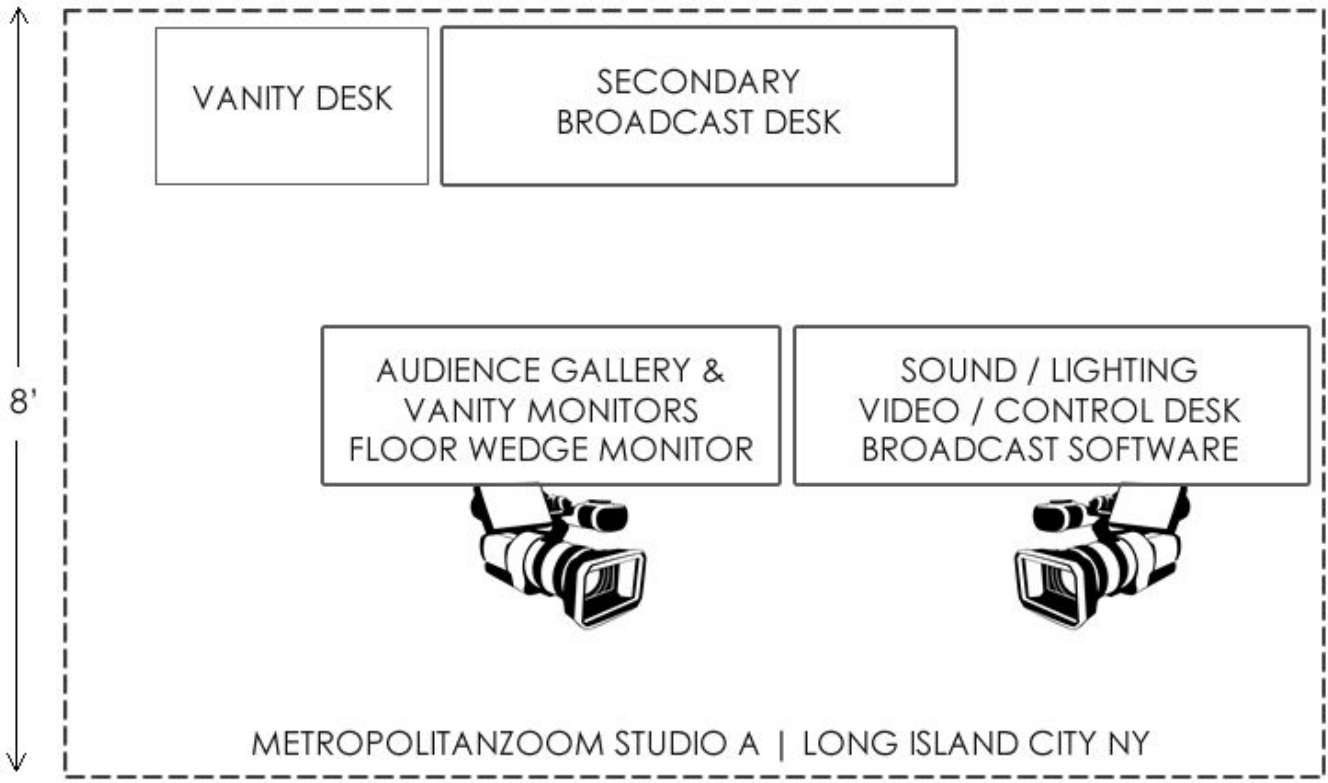 VANITY DESK
SECONDARY
BROADCAST DESK
8'
AUDIENCE GALLERY &
VANITY MONITORS
FLOOR WEDGE MONITOR
SOUND / LIGHTING
VIDEO / CONTROL DESK
BROADCAST SOFTWARE
METROPOLITANZOOM STUDIO A | LONG ISLAND CITY NY